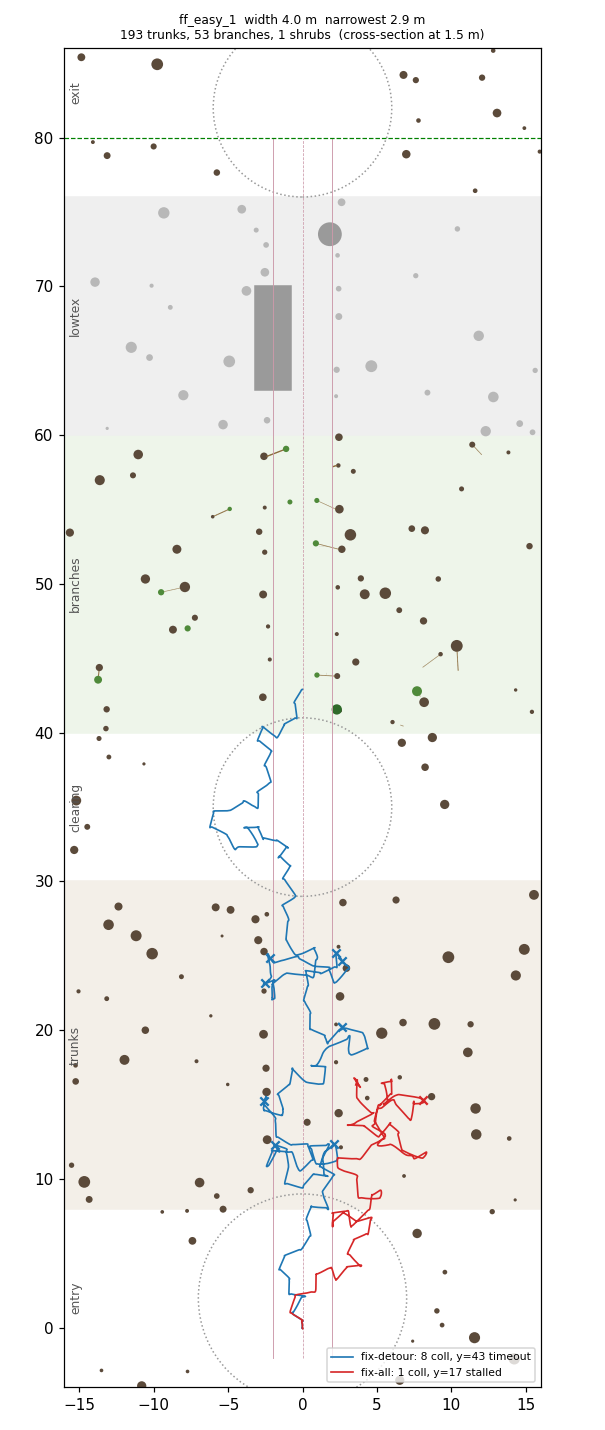 ff_easy_1  width 4.0 m  narrowest 2.9 m
193 trunks, 53 branches, 1 shrubs  (cross-section at 1.5 m)
exit
80
70
lowtex
60
branches
50
40
clearing
30
20
trunks
10
entry
0
fix-detour: 8 coll, y=43 timeout
fix-all: 1 coll, y=17 stalled
−15
−10
−5
0
5
10
15